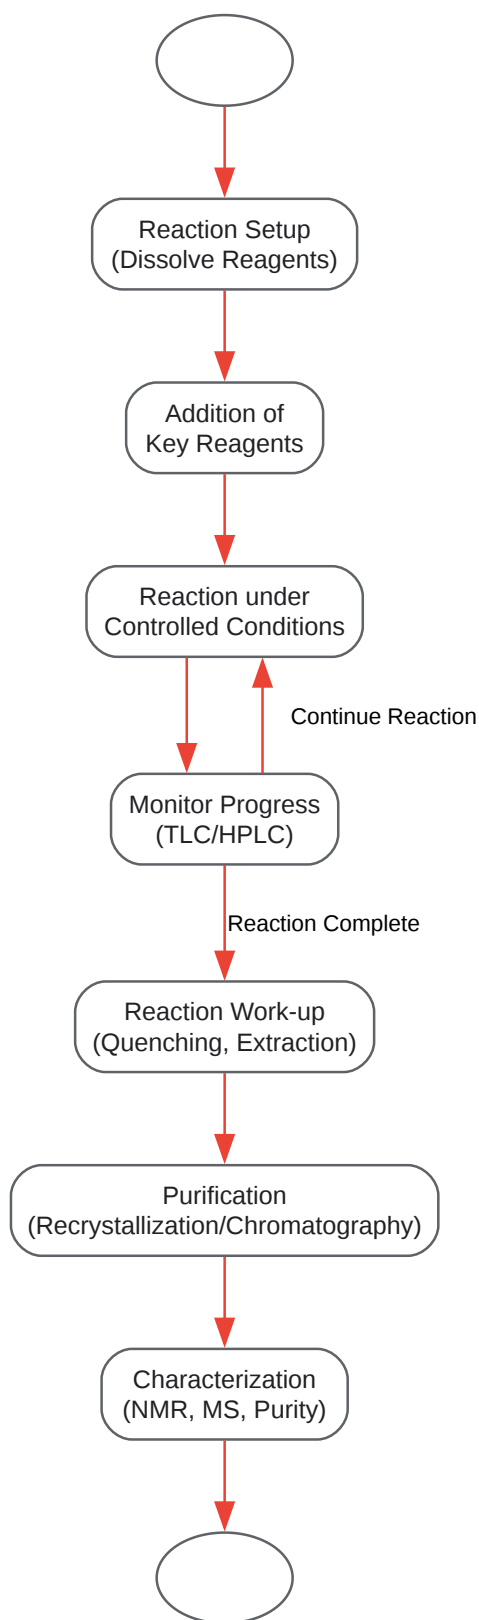 Reaction Setup
(Dissolve Reagents)
Addition of
Key Reagents
Reaction under
Controlled Conditions
Continue Reaction
Monitor Progress
(TLC/HPLC)
Reaction Complete
Reaction Work-up
(Quenching, Extraction)
Purification
(Recrystallization/Chromatography)
Characterization
(NMR, MS, Purity)